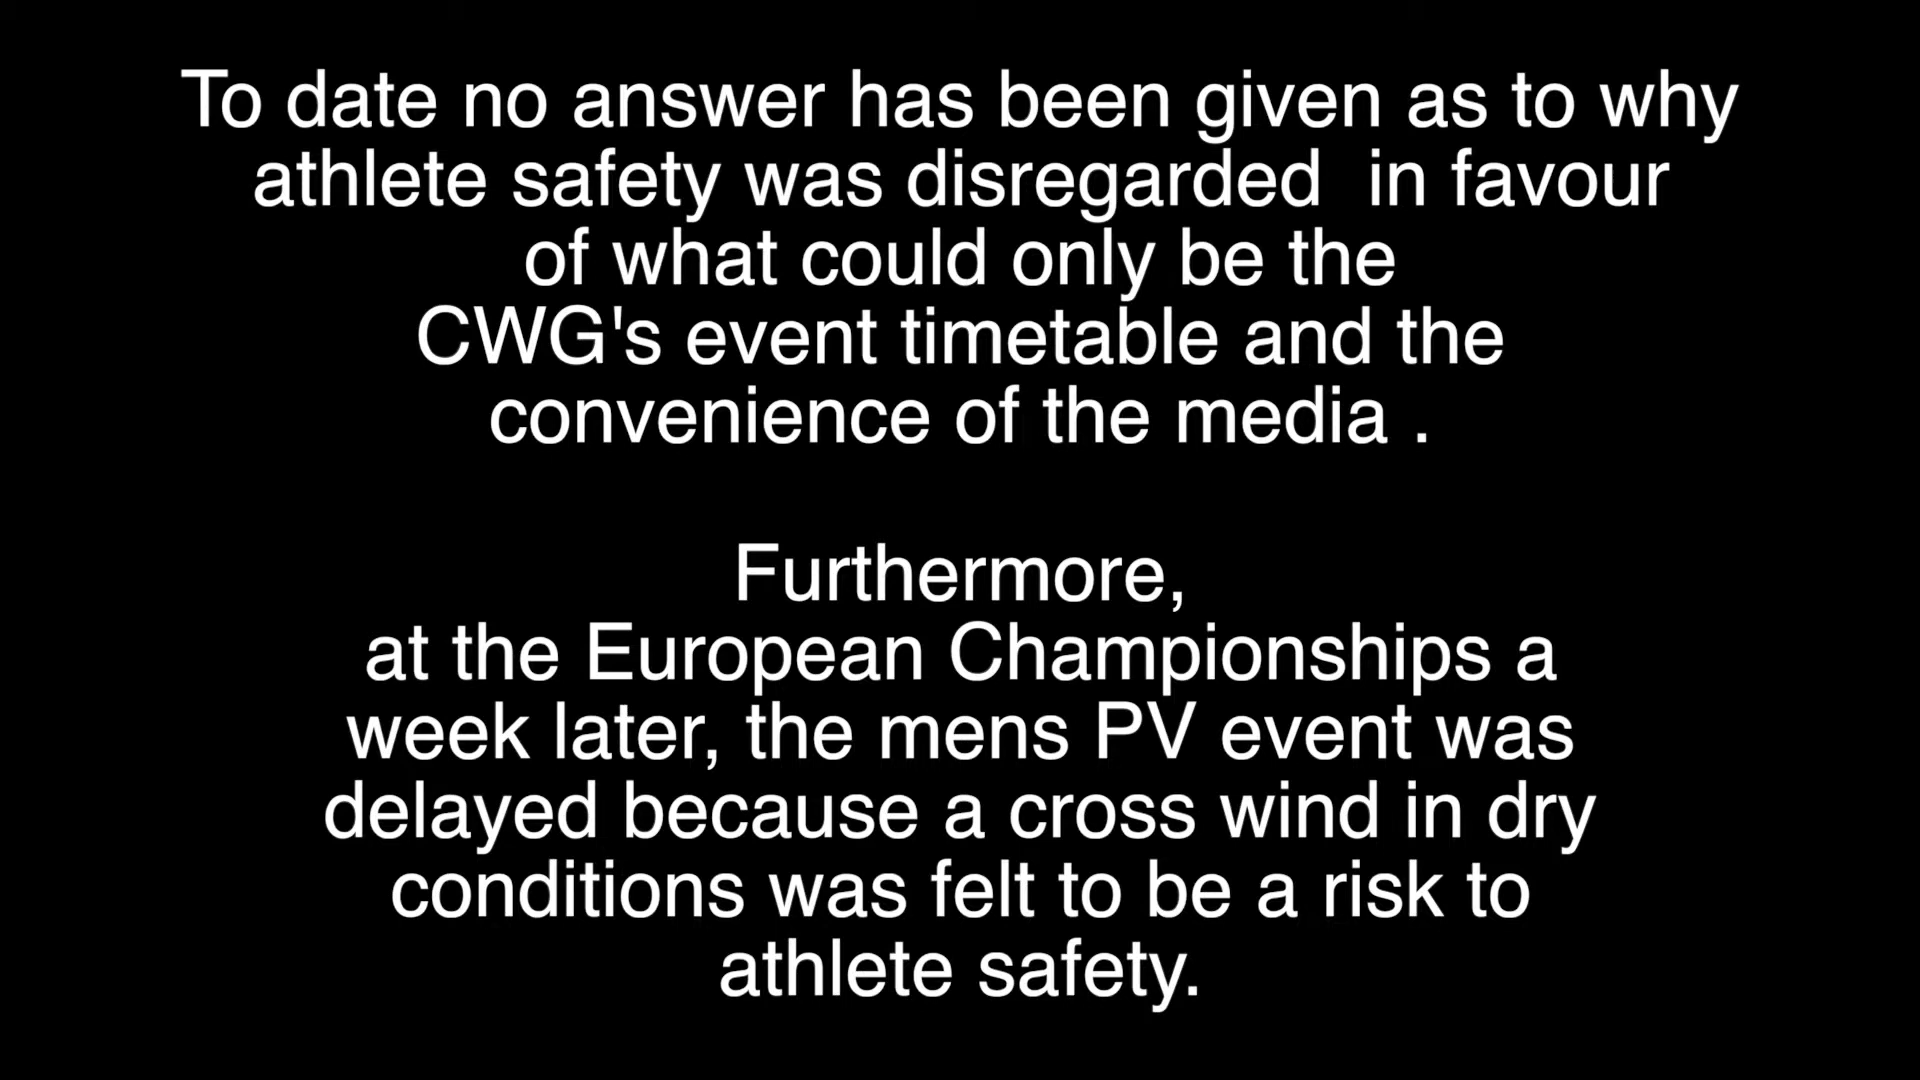 To date no answer has been given as to why
athlete safety was disregarded  in favour
of what could only be the
CWG's event timetable and the
convenience of the media .
Furthermore,
at the European Championships a
week later, the mens PV event was
delayed because a cross wind in dry
conditions was felt to be a risk to
athlete safety.